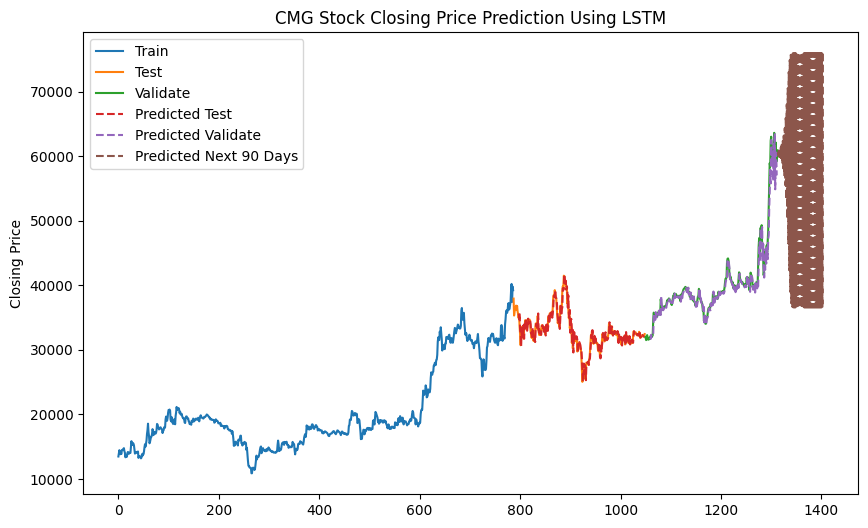 CMG Stock Closing Price Prediction Using LSTM
Train
Test
Validate
Predicted Test
Predicted Validate
Predicted Next 90 Days
Closing Price
70000
60000
50000
40000
30000
20000
10000
0
200
400
600
800
1000
1200
1400